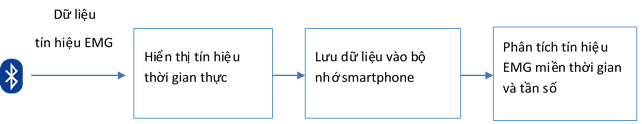 Dữ liệu
tín hiệu EMG
Hiển thị tín hiệu
thời gian thực
Lưu dữ liệu vào bộ
nhớ smartphone
Phân tích tín hiệu
EMG miền thời gian
và tần số